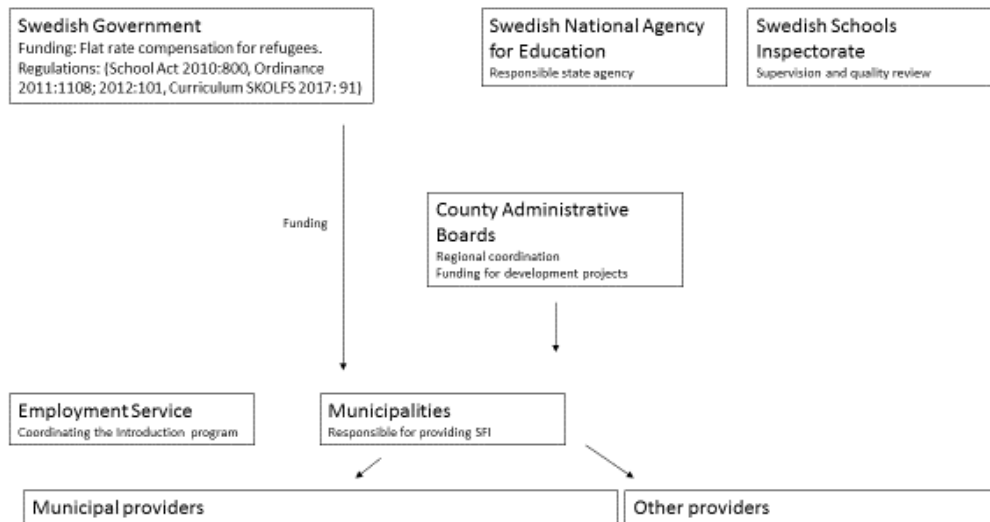 Swedish Government
Funding: Flat rate compensation for refugees.
Regulations: (School Act 2010:800, Ordinance
2011:1108; 2012:101, Curriculum SKOLFS 2017: 91)
Swedish National Agency
for Education
Responsible state agency
Swedish Schools
Inspectorate
Supervision and quality review
Funding
County Administrative
Boards
Regional coordination
Funding for development projects
Employment Service
Coordinating the Introduction program
Municipalities
Responsible for providing SFI
Municipal providers
Other providers